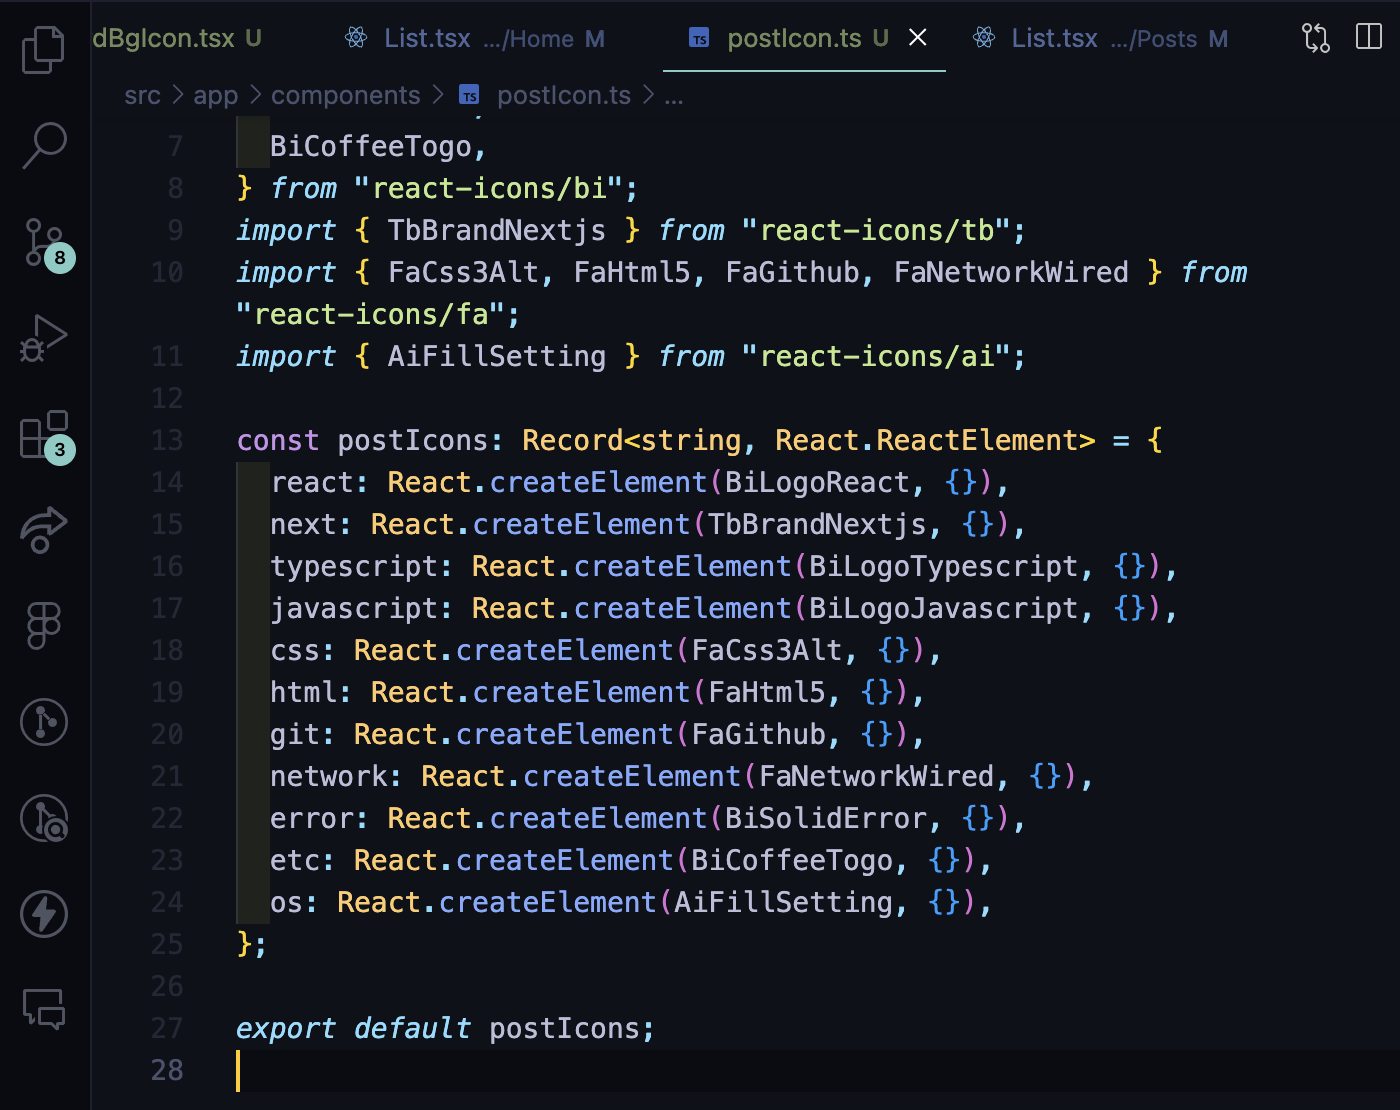 dBgIcon.tsx U List.tsx .../Home M TS postIcon.ts U List.tsx .../Posts M
src > app > components > TS postIcon.ts > ...
7 BiCoffeeTogo,
8 } from "react-icons/bi";
9 import { TbBrandNextjs } from "react-icons/tb";
10 import { FaCss3Alt, FaHtml5, FaGithub, FaNetworkWired } from
"react-icons/fa";
11 import { AiFillSetting } from "react-icons/ai";
12
13 const postIcons: Record<string, React.ReactElement> = {
14 react: React.createElement(BiLogoReact, {}),
15 next: React.createElement(TbBrandNextjs, {}),
16 typescript: React.createElement(BiLogoTypescript, {}),
17 javascript: React.createElement(BiLogoJavascript, {}),
18 css: React.createElement(FaCss3Alt, {}),
19 html: React.createElement(FaHtml5, {}),
20 git: React.createElement(FaGithub, {}),
21 network: React.createElement(FaNetworkWired, {}),
22 error: React.createElement(BiSolidError, {}),
23 etc: React.createElement(BiCoffeeTogo, {}),
24 os: React.createElement(AiFillSetting, {}),
25 };
26
27 export default postIcons;
28
8
3